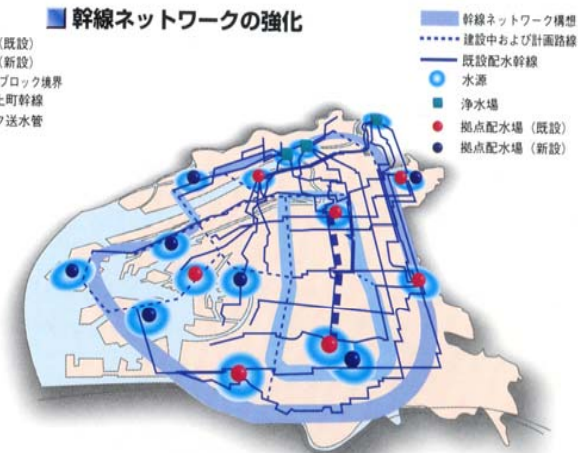 ■ 幹線ネットワークの強化
(既設)
(新設)
ブロック境界
上町幹線
ク送水管
幹線ネットワーク構想
建設中および計画路線
既設配水幹線
水源
浄水場
拠点配水場(既設)
拠点配水場(新設)